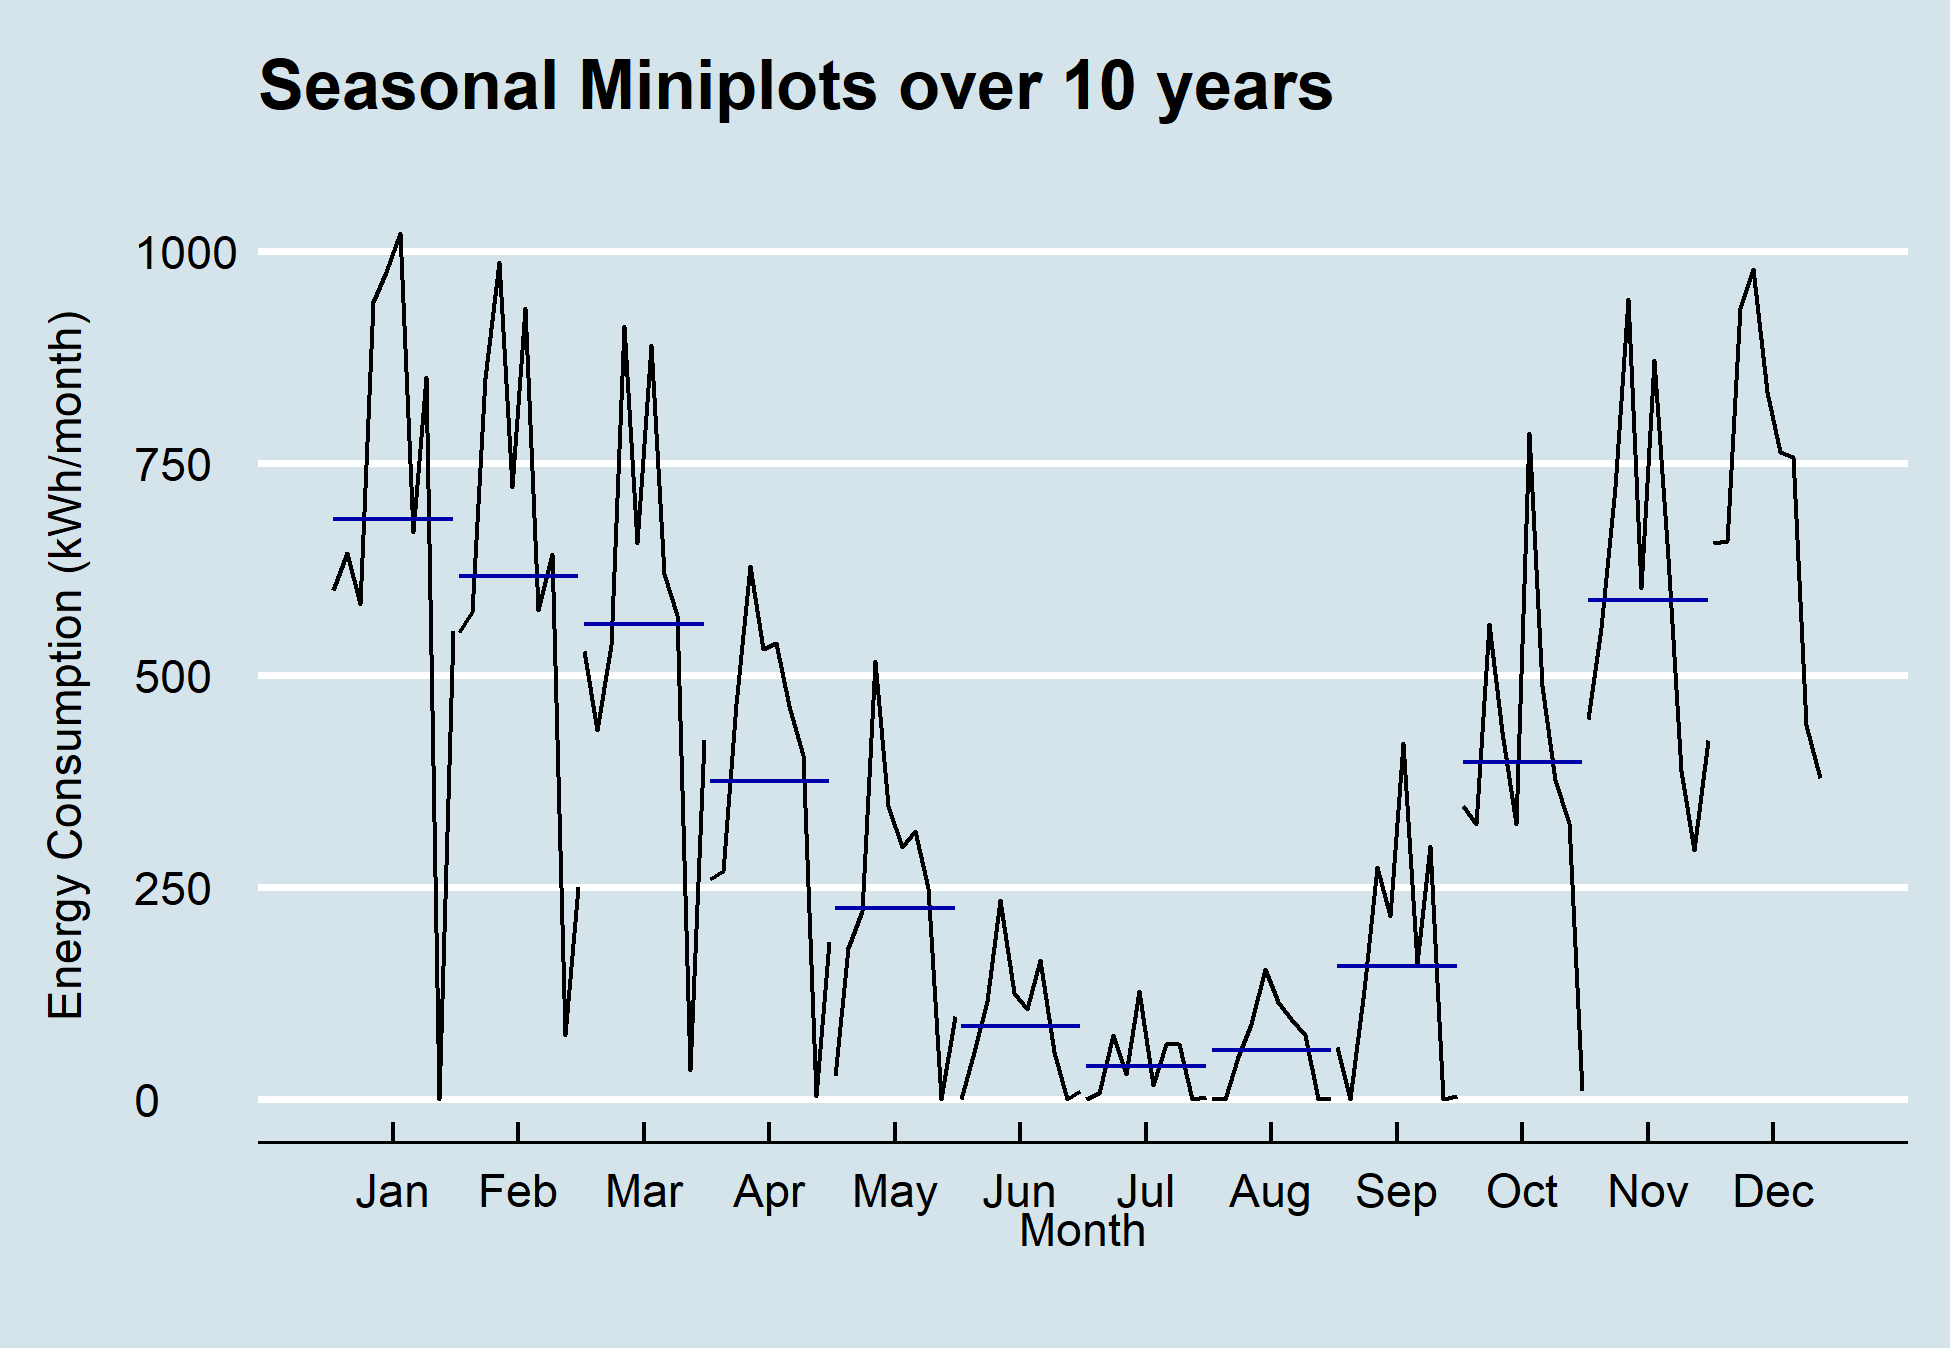 Seasonal Miniplots over 10 years
Energy Consumption (kWh/month)
1000
750
500
250
0
Jan Feb Mar Apr May Jun Jul Aug Sep Oct Nov Dec
Month